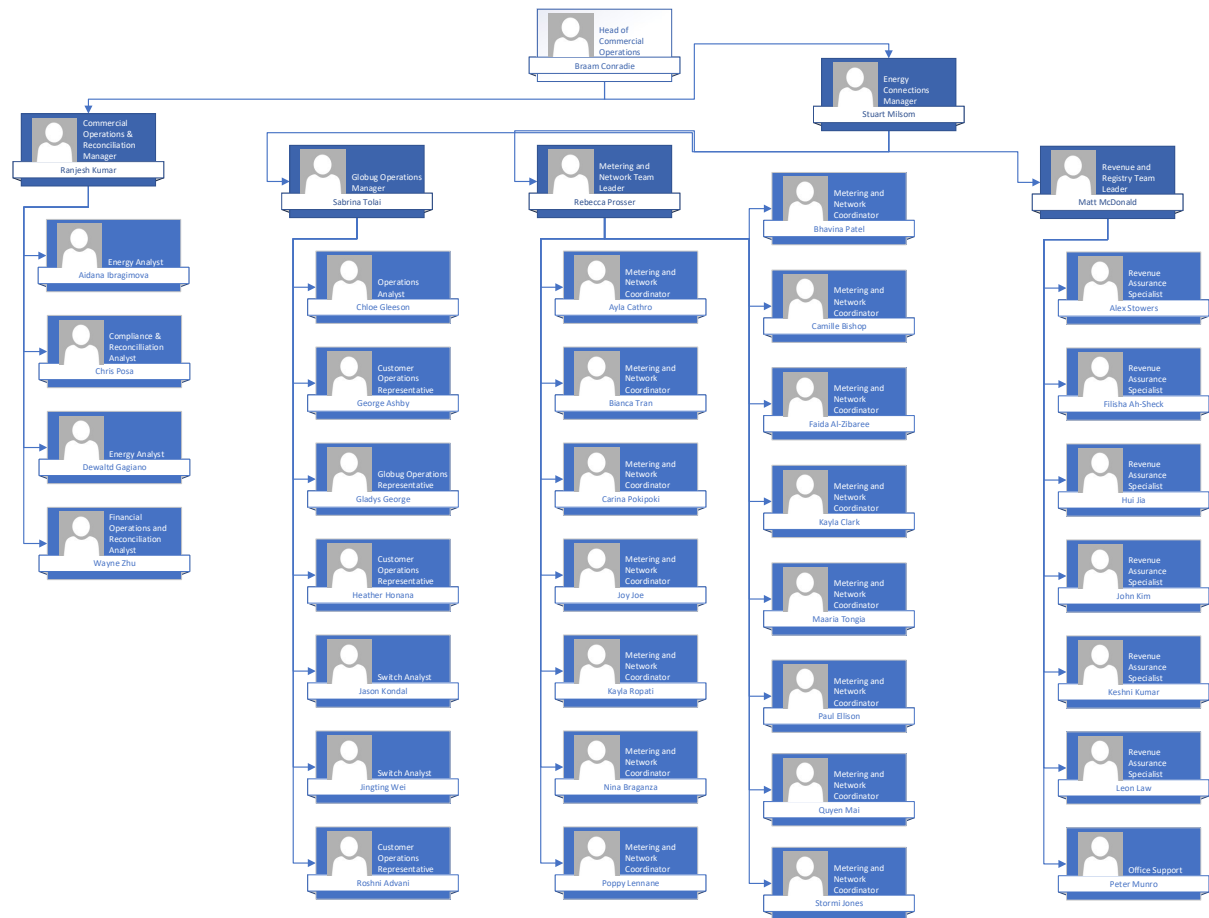 Head of
Commercial
Operations
Braam Conradie
Energy
Connections
Manager
Stuart Milsom
Commercial
Operations &
Reconciliation
Manager
Ranjesh Kumar
Energy Analyst
Aidana Ibragimova
Compliance &
Reconcilliation
Analyst
Chris Posa
Energy Analyst
Dewaltd Gagiano
Financial
Operations and
Reconciliation
Analyst
Wayne Zhu
Globug Operations
Manager
Sabrina Tolai
Operations
Analyst
Chloe Gleeson
Customer
Operations
Representative
George Ashby
Globug Operations
Representative
Gladys George
Customer
Operations
Representative
Heather Honana
Switch Analyst
Jason Kondal
Switch Analyst
Jingting Wei
Customer
Operations
Representative
Roshni Advani
Metering and
Network Team
Leader
Rebecca Prosser
Metering and
Network
Coordinator
Ayla Cathro
Metering and
Network
Coordinator
Bianca Tran
Metering and
Network
Coordinator
Carina Pokipoki
Metering and
Network
Coordinator
Joy Joe
Metering and
Network
Coordinator
Kayla Ropati
Metering and
Network
Coordinator
Nina Braganza
Metering and
Network
Coordinator
Poppy Lennane
Metering and
Network
Coordinator
Bhavina Patel
Metering and
Network
Coordinator
Camille Bishop
Metering and
Network
Coordinator
Faida Al-Zibaree
Metering and
Network
Coordinator
Kayla Clark
Metering and
Network
Coordinator
Maaria Tongia
Metering and
Network
Coordinator
Paul Ellison
Metering and
Network
Coordinator
Quyen Mai
Metering and
Network
Coordinator
Stormi Jones
Revenue and
Registry Team
Leader
Matt McDonald
Revenue
Assurance
Specialist
Alex Stowers
Revenue
Assurance
Specialist
Filisha Ah-Sheck
Revenue
Assurance
Specialist
Hui Jia
Revenue
Assurance
Specialist
John Kim
Revenue
Assurance
Specialist
Keshni Kumar
Revenue
Assurance
Specialist
Leon Law
Office Support
Peter Munro